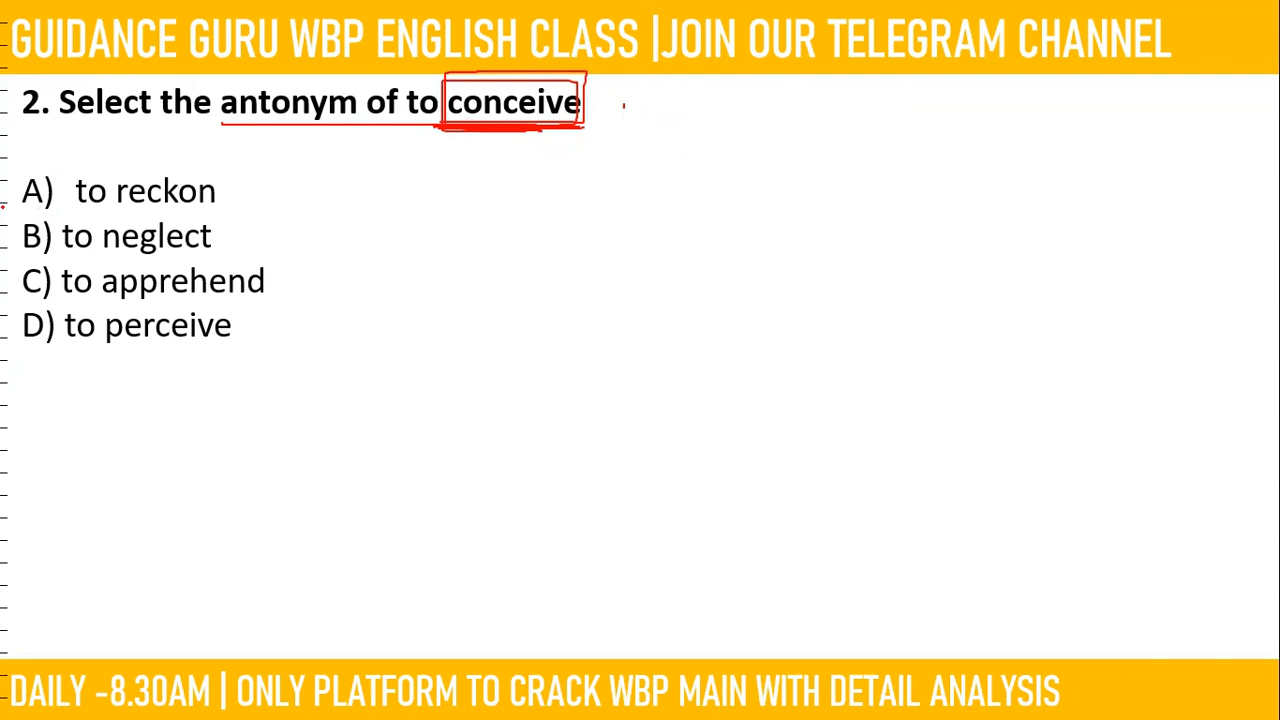 GUIDANCE GURU WBP ENGLISH CLASS |JOIN OUR TELEGRAM CHANNEL
2. Select the antonym of to conceive
A) to reckon
B) to neglect
C) to apprehend
D) to perceive
DAILY -8.30AM | ONLY PLATFORM TO CRACK WBP MAIN WITH DETAIL ANALYSIS